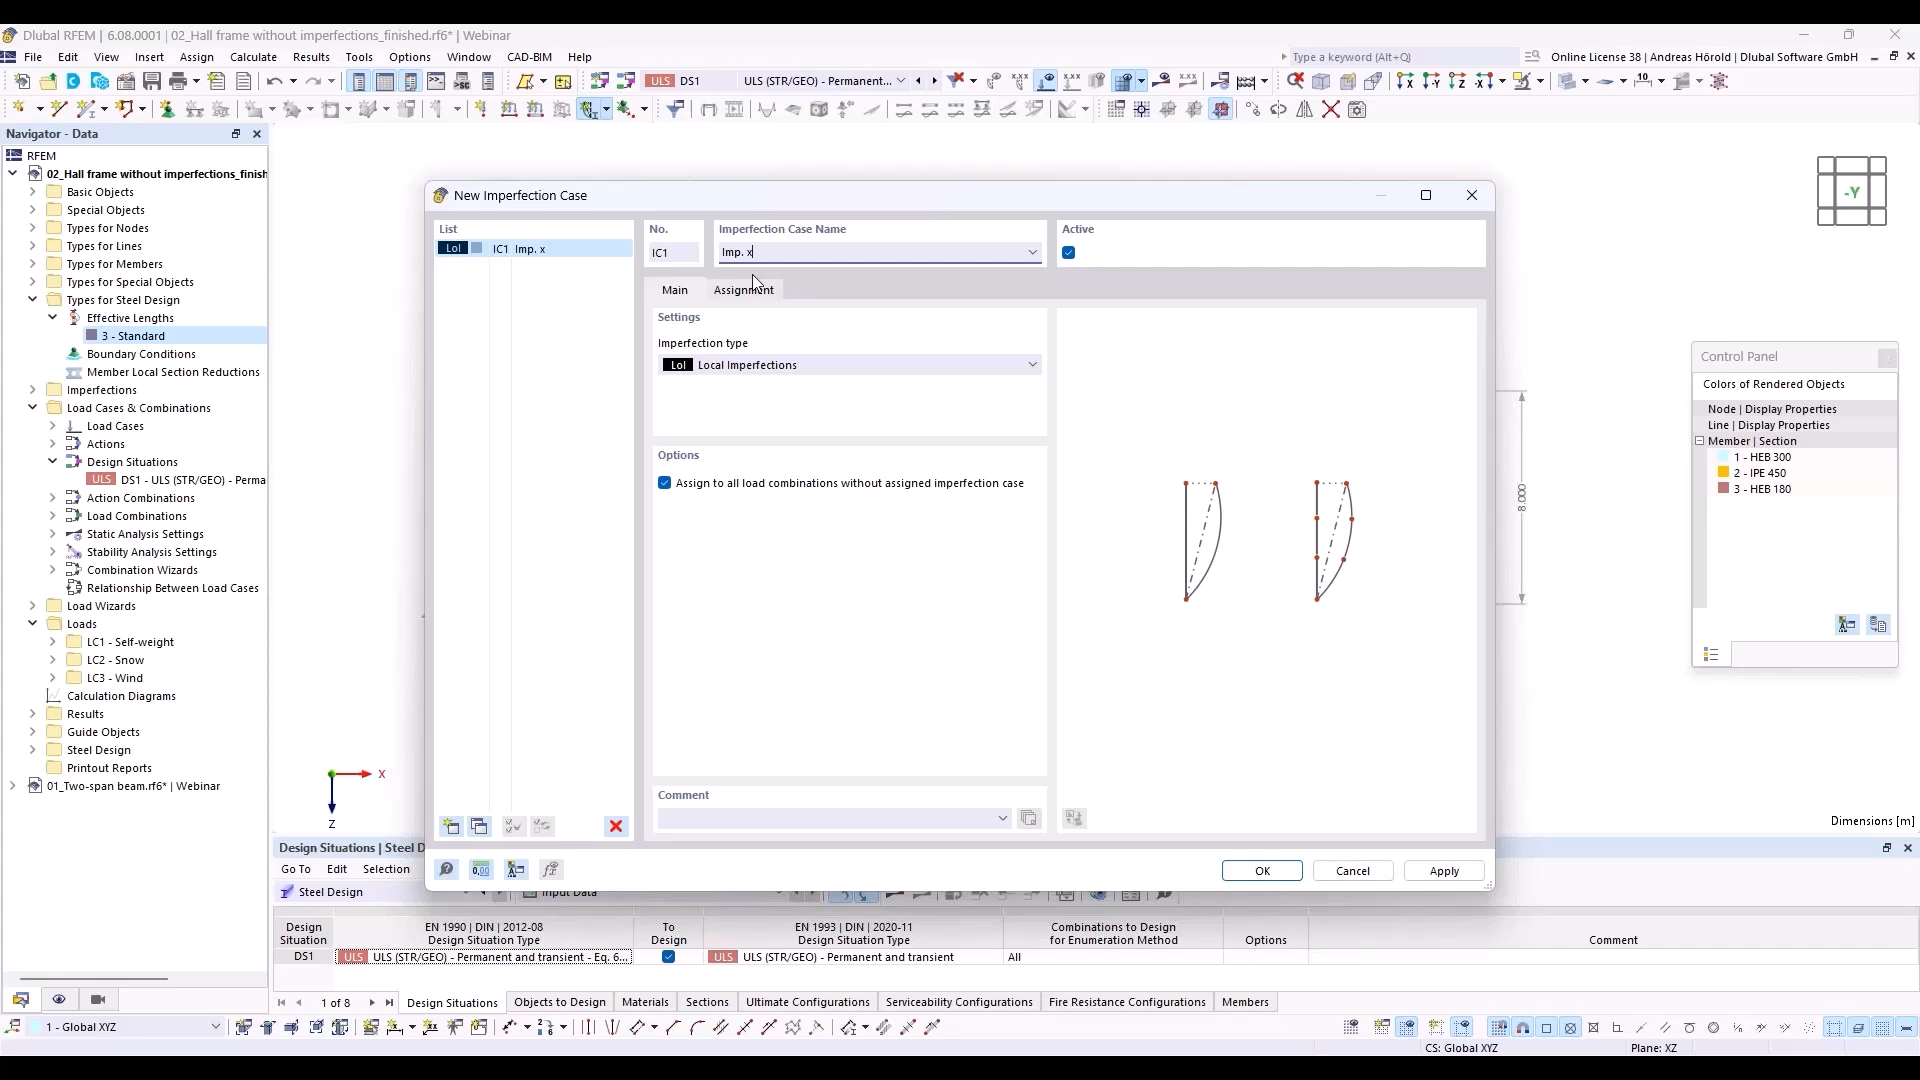 Dlubal RFEM | 6.08.0001 | 02_Hall frame without imperfections_finished.rf6* | Webinar
File Edit View Insert Assign Calculate Results Tools Options Window CAD-BIM Help
Type a keyword (Alt+Q)
Online License 38 | Andreas Hörold | Dlubal Software GmbH
ULS DS1 ULS (STR/GEO) - Permanent...
Navigator - Data
RFEM
02_Hall frame without imperfections_finish
Basic Objects
Special Objects
Types for Nodes
Types for Lines
Types for Members
Types for Special Objects
Types for Steel Design
Effective Lengths
3 - Standard
Boundary Conditions
Member Local Section Reductions
Imperfections
Load Cases & Combinations
Load Cases
Actions
Design Situations
ULS DS1 - ULS (STR/GEO) - Perma
Action Combinations
Load Combinations
Static Analysis Settings
Stability Analysis Settings
Combination Wizards
Relationship Between Load Cases
Load Wizards
Loads
LC1 - Self-weight
LC2 - Snow
LC3 - Wind
Calculation Diagrams
Results
Guide Objects
Steel Design
Printout Reports
01_Two-span beam.rf6* | Webinar
1 - Global XYZ
New Imperfection Case
List
LoI IC1 Imp. x
No.
IC1
Imperfection Case Name
Imp. x
Active
Main Assignment
Settings
Imperfection type
LoI Local Imperfections
Options
Assign to all load combinations without assigned imperfection case
Comment
OK Cancel Apply
-Y
8.000
X
Z
Dimensions [m]
Control Panel
Colors of Rendered Objects
Node | Display Properties
Line | Display Properties
Member | Section
1 - HEB 300
2 - IPE 450
3 - HEB 180
Design Situations | Steel D
Go To Edit Selection
Steel Design
Input Data
Design
Situation
EN 1990 | DIN | 2012-08
Design Situation Type
To
Design
EN 1993 | DIN | 2020-11
Design Situation Type
Combinations to Design
for Enumeration Method
Options
Comment
DS1 ULS ULS (STR/GEO) - Permanent and transient - Eq. 6... ULS ULS (STR/GEO) - Permanent and transient All
1 of 8 Design Situations Objects to Design Materials Sections Ultimate Configurations Serviceability Configurations Fire Resistance Configurations Members
CS: Global XYZ Plane: XZ